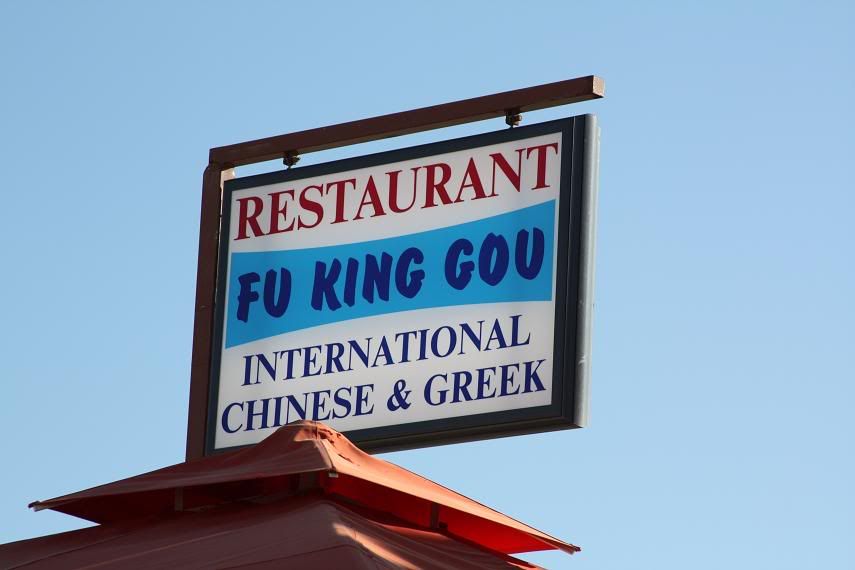 RESTAURANT
FU KING GOU
INTERNATIONAL
CHINESE & GREEK